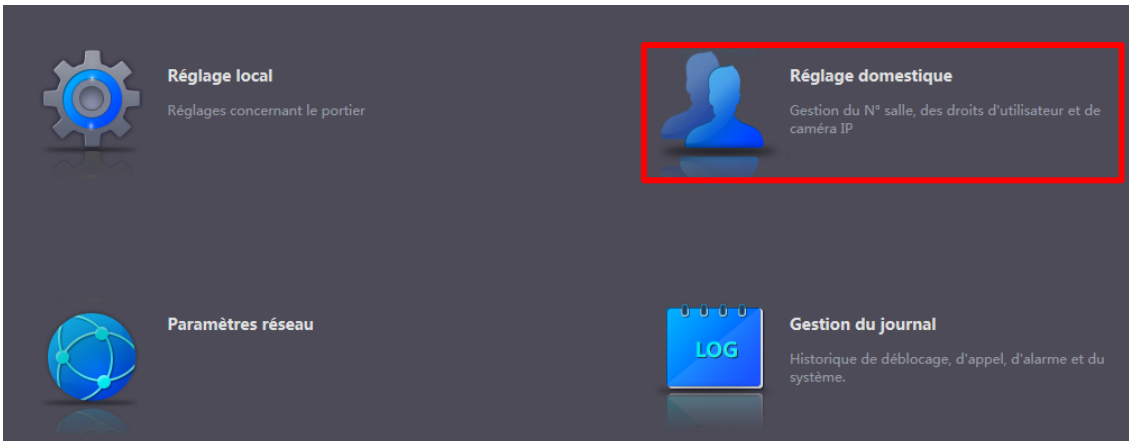 Réglage local
Réglages concernant le portier
Réglage domestique
Gestion du N° salle, des droits d'utilisateur et de
caméra IP
Paramètres réseau
LOG
Gestion du journal
Historique de déblocage, d'appel, d'alarme et du
système.